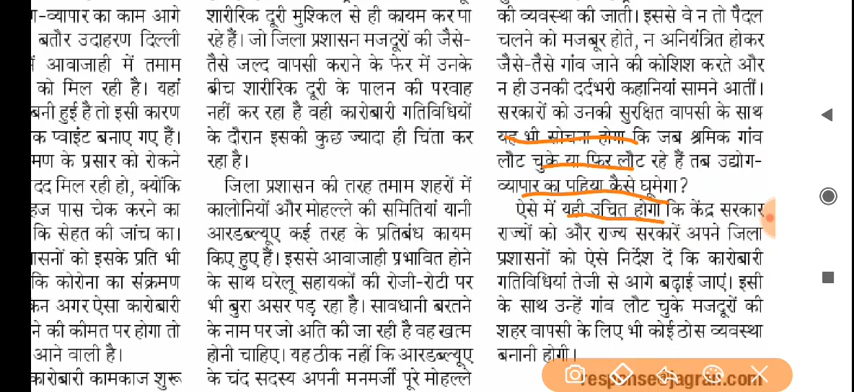 ग-व्यापार का काम आगे
बतौर उदाहरण दिल्ली
ं आवाजाही में तमाम
को मिल रही है। यहां
बनी हुई है तो इसी कारण
क प्वाइंट बनाए गए हैं।
मण के प्रसार को रोकने
दद मिल रही हो, क्योंकि
हज पास चेक करने का
कि सेहत की जांच का।
ासनों को इसके प्रति भी
कि कोरोना का संक्रमण
कन अगर ऐसा कारोबारी
ने की कीमत पर होगा तो
आने वाली है।
कारोबारी कामकाज शुरू
शारीरिक दूरी मुश्किल से ही कायम कर पा
रहे हैं। जो जिला प्रशासन मजदूरों की जैसे-
तैसे जल्द वापसी कराने के फेर में उनके
बीच शारीरिक दूरी के पालन की परवाह
नहीं कर रहा है वही कारोबारी गतिविधियों
के दौरान इसकी कुछ ज्यादा ही चिंता कर
रहा है।
जिला प्रशासन की तरह तमाम शहरों में
कालोनियों और मोहल्ले की समितियां यानी
आरडब्ल्यूए कई तरह के प्रतिबंध कायम
किए हुए हैं। इससे आवाजाही प्रभावित होने
के साथ घरेलू सहायकों की रोजी-रोटी पर
भी बुरा असर पड़ रहा है। सावधानी बरतने
के नाम पर जो अति की जा रही है वह खत्म
होनी चाहिए। यह ठीक नहीं कि आरडब्ल्यूए
के चंद सदस्य अपनी मनमर्जी पूरे मोहल्ले
की व्यवस्था की जाती। इससे वे न तो पैदल
चलने को मजबूर होते, न अनियंत्रित होकर
जैसे-तैसे गांव जाने की कोशिश करते और
न ही उनकी दर्दभरी कहानियां सामने आतीं।
सरकारों को उनकी सुरक्षित वापसी के साथ
यह भी सोचना होगा कि जब श्रमिक गांव
लौट चुके या फिर लौट रहे हैं तब उद्योग-
व्यापार का पहिया कैसे घूमेगा?
ऐसे में यही उचित होगा कि केंद्र सरकार
राज्यों को और राज्य सरकारें अपने जिला
प्रशासनों को ऐसे निर्देश दें कि कारोबारी
गतिविधियां तेजी से आगे बढ़ाई जाएं। इसी
के साथ उन्हें गांव लौट चुके मजदूरों की
शहर वापसी के लिए भी कोई ठोस व्यवस्था
बनानी होगी।
response@jagran.com